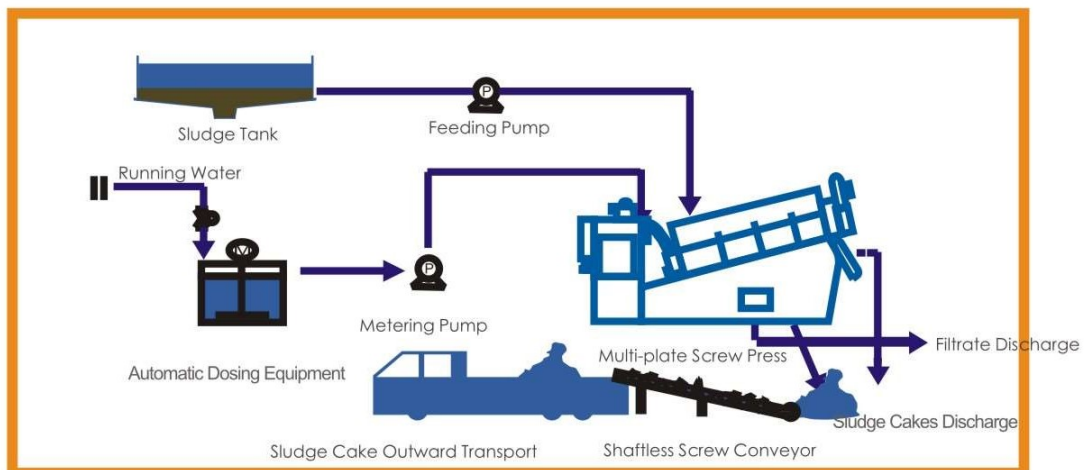 P
Feeding Pump
Sludge Tank
Running Water
M
P
Metering Pump
Multi-plate Screw Press
Filtrate Discharge
Automatic Dosing Equipment
Sludge Cakes Discharge
Sludge Cake Outward Transport
Shaftless Screw Conveyor